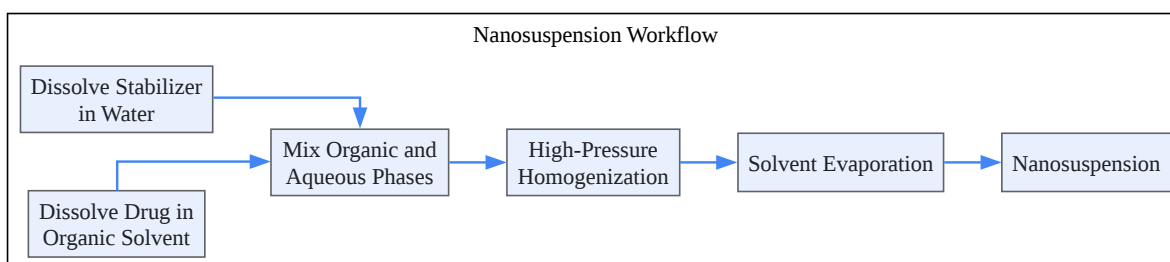 Nanosuspension Workflow
Dissolve Stabilizer
in Water
Dissolve Drug in
Organic Solvent
Mix Organic and
Aqueous Phases
High-Pressure
Homogenization
Solvent Evaporation
Nanosuspension